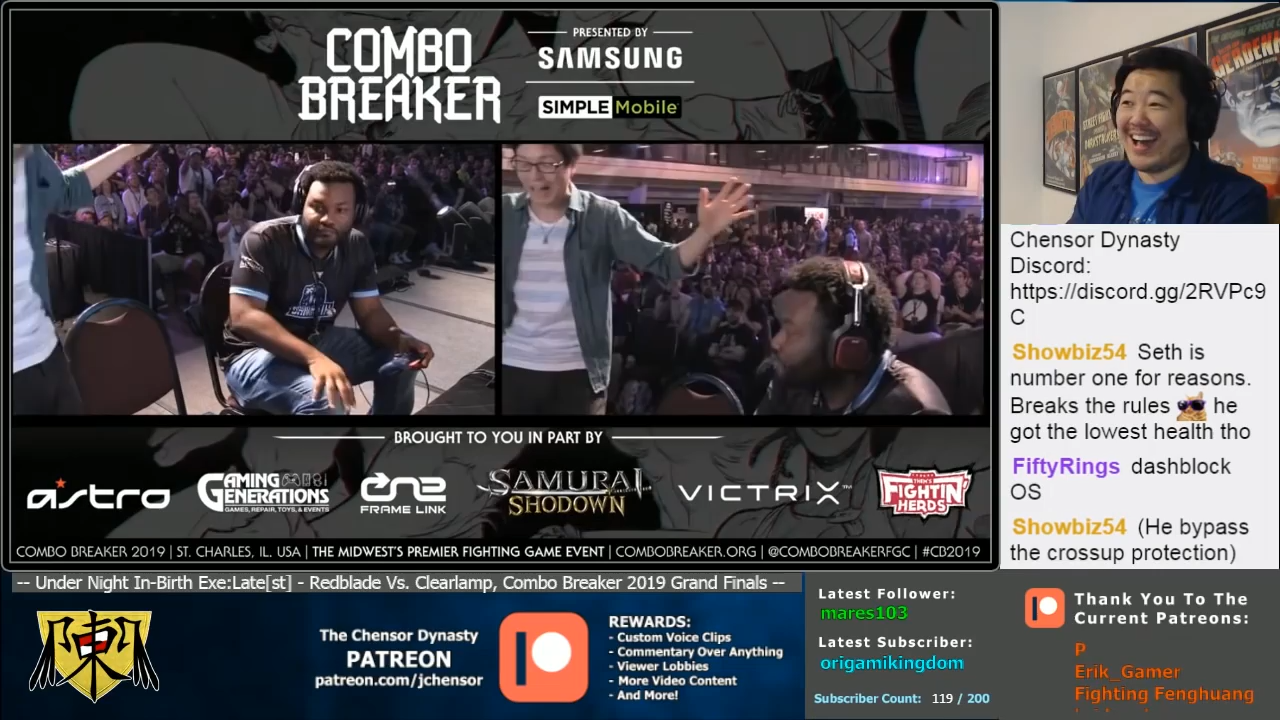 COMBO
BREAKER
PRESENTED BY
SAMSUNG
SIMPLE Mobile
BROUGHT TO YOU IN PART BY
astro
GAMING
GENERATIONS
GAMES, REPAIR, TOYS, & EVENTS
FRAME LINK
SAMURAI
SHODOWN
VICTRIX™
THEM'S
FIGHTIN'
HERDS
COMBO BREAKER 2019 | ST. CHARLES, IL. USA | THE MIDWEST'S PREMIER FIGHTING GAME EVENT | COMBOBREAKER.ORG | @COMBOBREAKERFGC | #CB2019
-- Under Night In-Birth Exe:Late[st] - Redblade Vs. Clearlamp, Combo Breaker 2019 Grand Finals --
The Chensor Dynasty
PATREON
patreon.com/jchensor
REWARDS:
- Custom Voice Clips
- Commentary Over Anything
- Viewer Lobbies
- More Video Content
- And More!
Chensor Dynasty
Discord:
https://discord.gg/2RVPc9
C
Showbiz54 Seth is
number one for reasons.
Breaks the rules he
got the lowest health tho
FiftyRings dashblock
OS
Showbiz54 (He bypass
the crossup protection)
Latest Follower:
mares103
Latest Subscriber:
origamikingdom
Subscriber Count: 119 / 200
Thank You To The
Current Patreons:
P
Erik_Gamer
Fighting Fenghuang